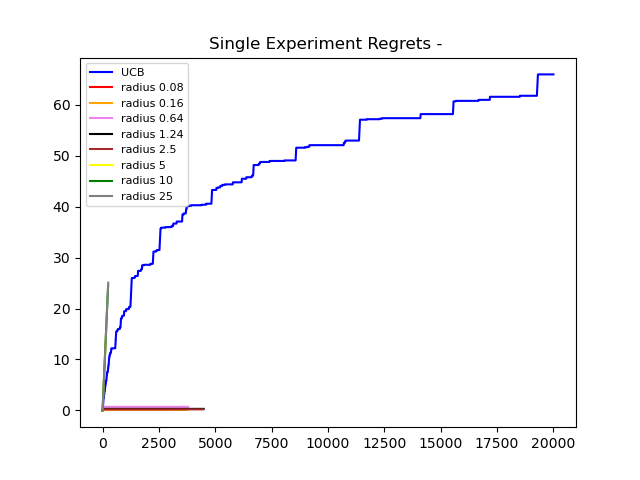 Single Experiment Regrets -
UCB
radius 0.08
radius 0.16
radius 0.64
radius 1.24
radius 2.5
radius 5
radius 10
radius 25
60
50
40
30
20
10
0
0 2500 5000 7500 10000 12500 15000 17500 20000